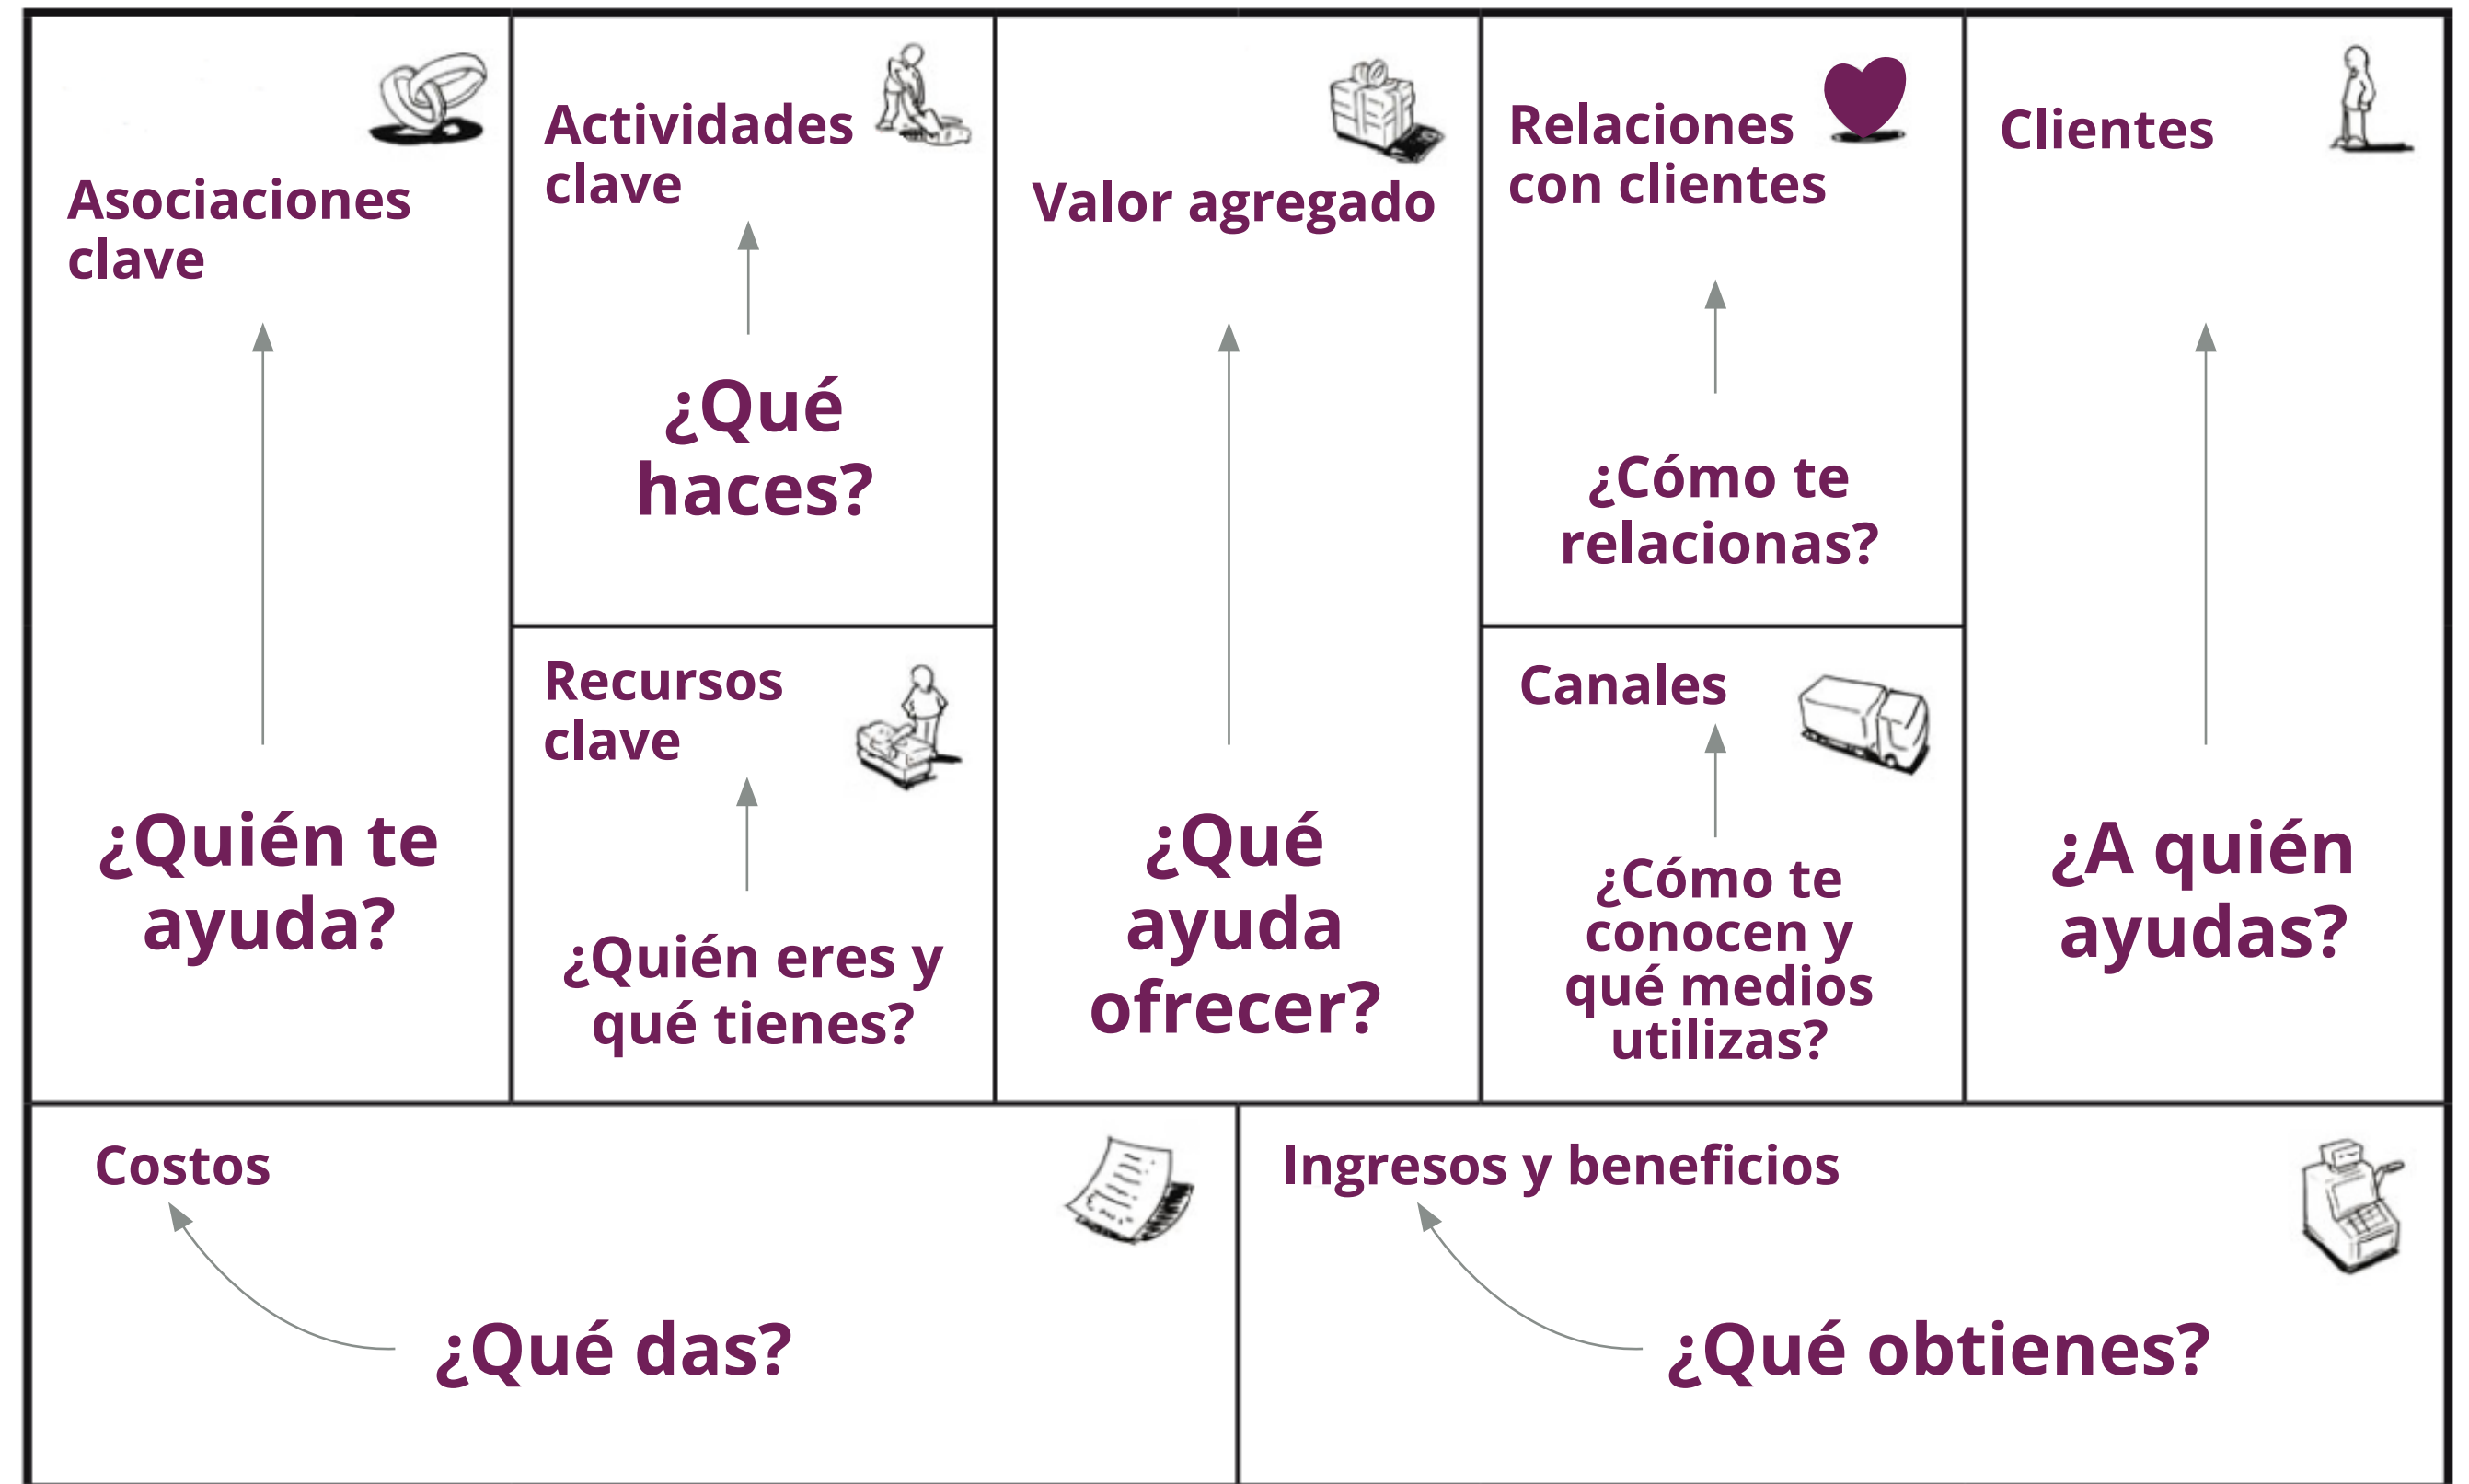 Asociaciones
clave
¿Quién te
ayuda?
Actividades
clave
¿Qué
haces?
Recursos
clave
¿Quién eres y
qué tienes?
Valor agregado
¿Qué
ayuda
ofrecer?
Relaciones
con clientes
¿Cómo te
relacionas?
Canales
¿Cómo te
conocen y
qué medios
utilizas?
Clientes
¿A quién
ayudas?
Costos
¿Qué das?
Ingresos y beneficios
¿Qué obtienes?